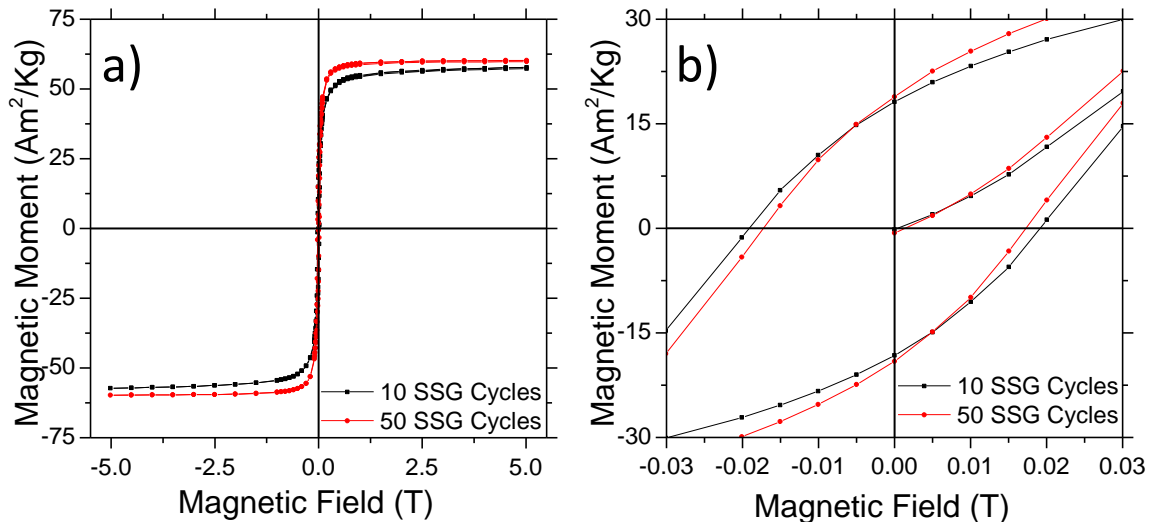 a)
Magnetic Moment (Am²/Kg)
75
50
25
0
-25
-50
-75
-5.0
-2.5
0.0
2.5
5.0
Magnetic Field (T)
10 SSG Cycles
50 SSG Cycles
b)
Magnetic Moment (Am²/Kg)
30
15
0
-15
-30
-0.03
-0.02
-0.01
0.00
0.01
0.02
0.03
Magnetic Field (T)
10 SSG Cycles
50 SSG Cycles